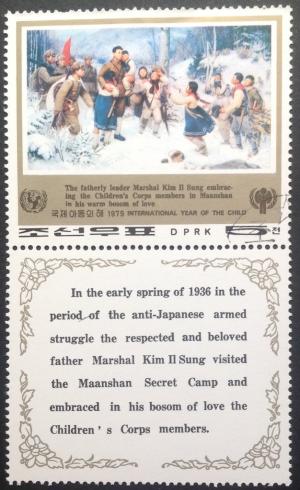 The fatherly leader Marshal Kim Il Sung embrac-
ing the Children's Corps members in Maanshan
in his warm bosom of love
국제아동의해 1979 INTERNATIONAL YEAR OF THE CHILD
조선우표 DPRK 5전
In the early spring of 1936 in the
period of the anti-Japanese armed
struggle the respected and beloved
father Marshal Kim Il Sung visited
the Maanshan Secret Camp and
embraced in his bosom of love the
Children's Corps members.